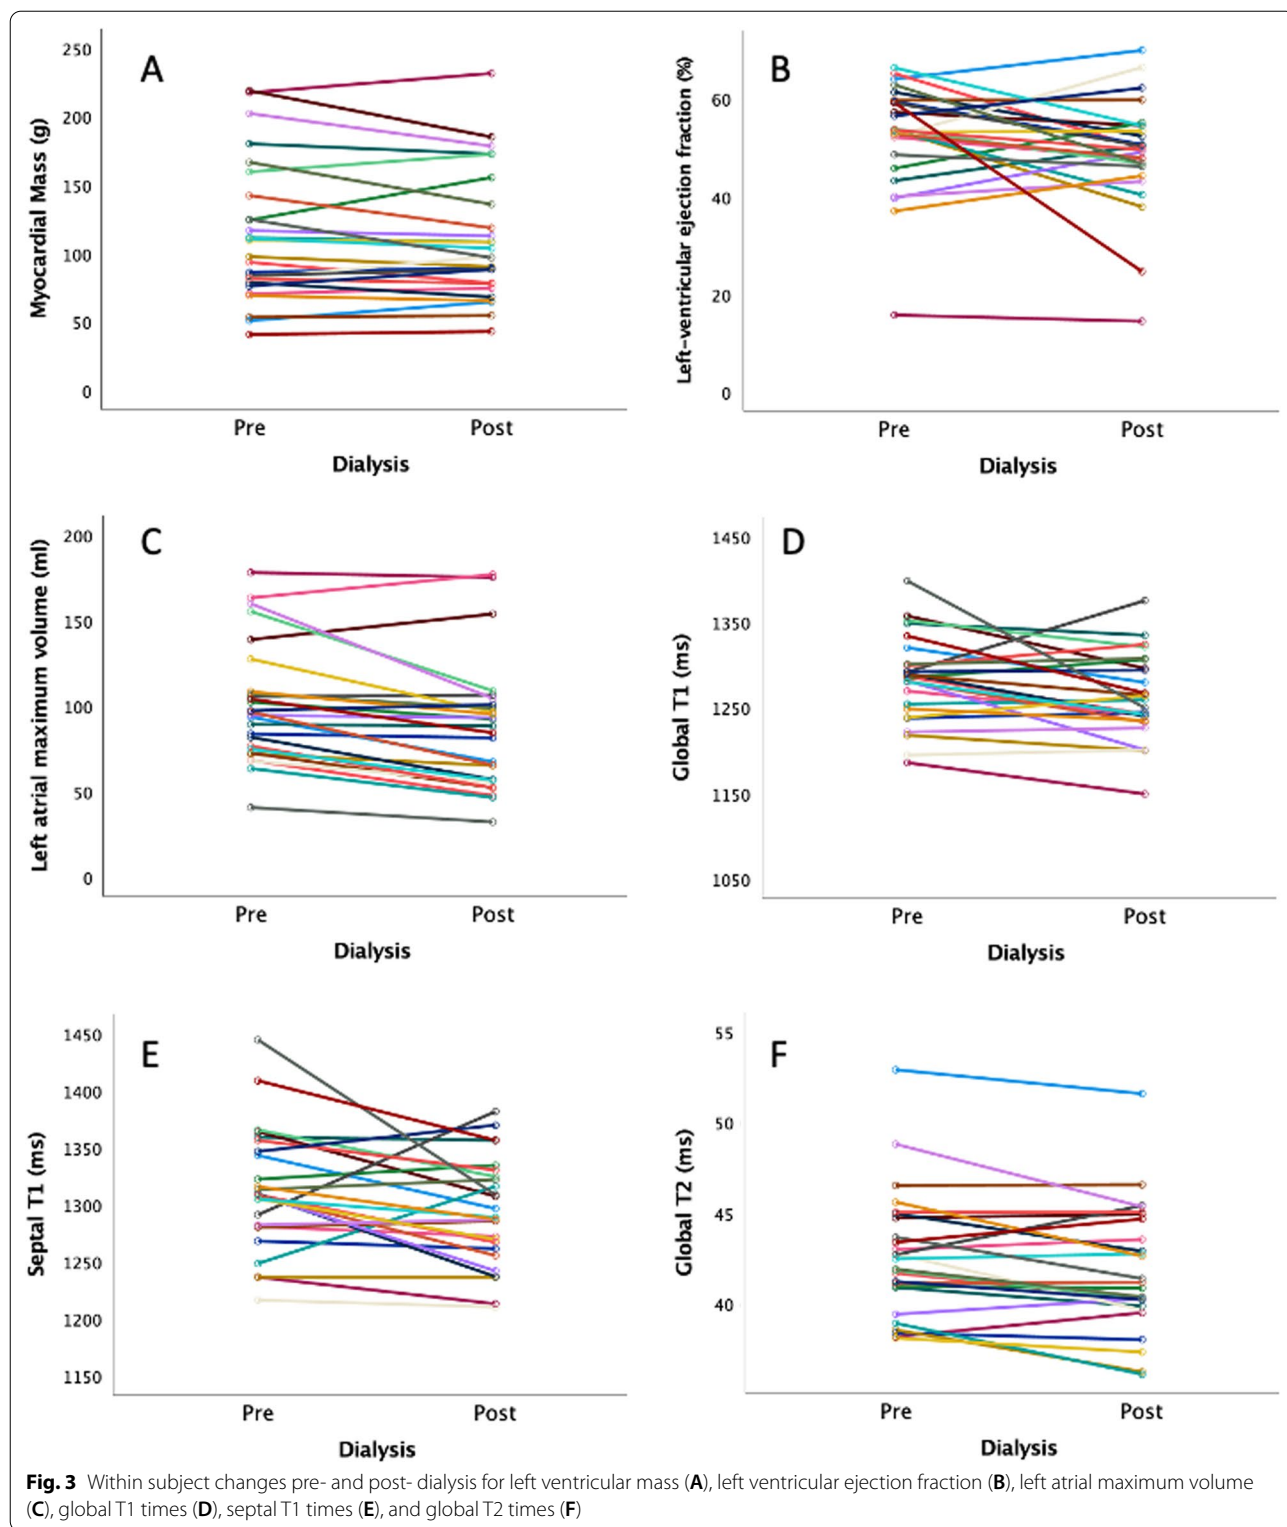 A
Myocardial Mass (g)
250
200
150
100
50
0
Pre
Post
Dialysis
B
Left-ventricular ejection fraction (%)
60
40
20
0
Pre
Post
Dialysis
C
Left atrial maximum volume (ml)
200
150
100
50
0
Pre
Post
Dialysis
D
Global T1 (ms)
1450
1350
1250
1150
1050
Pre
Post
Dialysis
E
Septal T1 (ms)
1450
1400
1350
1300
1250
1200
1150
Pre
Post
Dialysis
F
Global T2 (ms)
55
50
45
40
Pre
Post
Dialysis
Fig. 3 Within subject changes pre- and post- dialysis for left ventricular mass (A), left ventricular ejection fraction (B), left atrial maximum volume
(C), global T1 times (D), septal T1 times (E), and global T2 times (F)